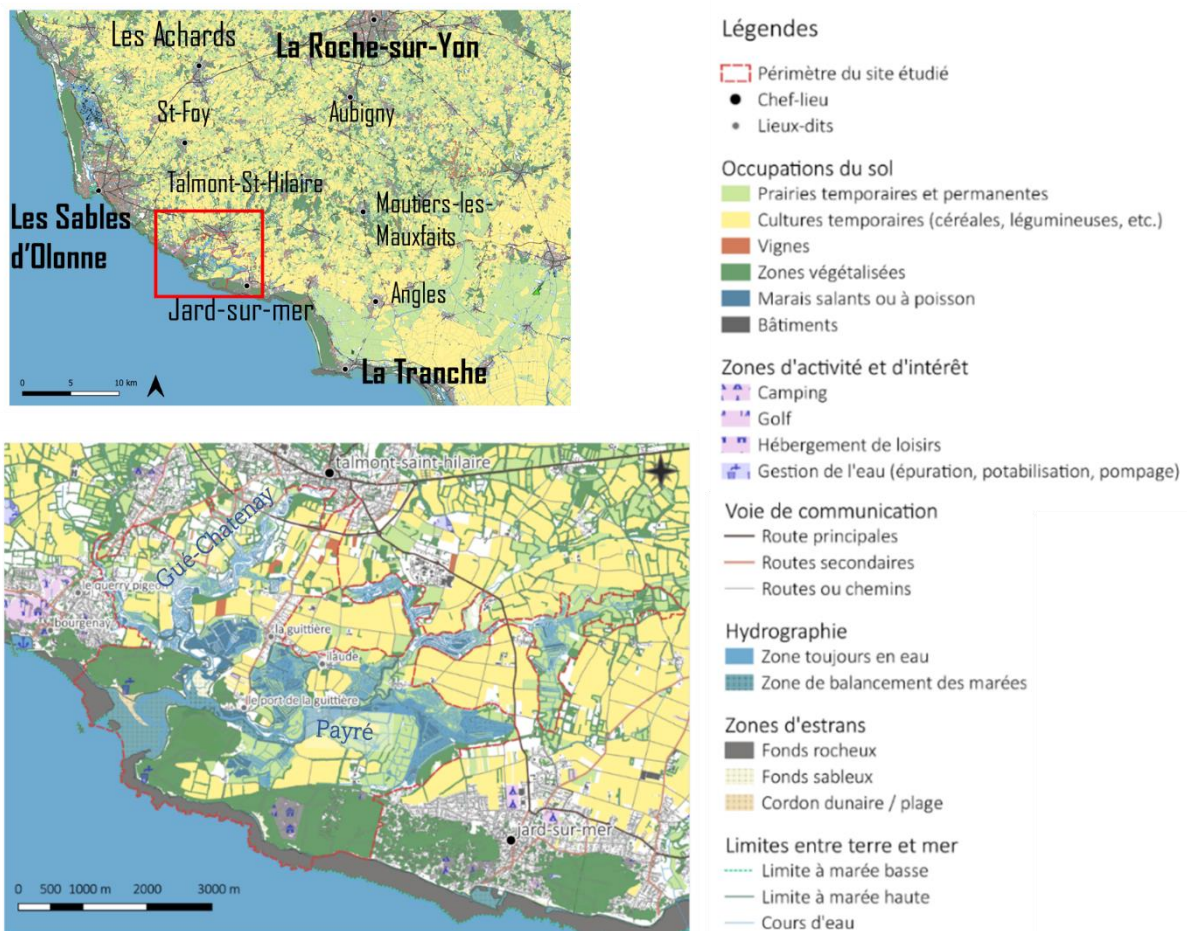 Les Achards
La Roche-sur-Yon
St-Foy
Aubigny
Talmont-St-Hilaire
Moutiers-les-
Mauxfaits
Les Sables
d'Olonne
Jard-sur-mer
Angles
La Tranche
0 5 10 km
talmont-saint-hilaire
Gué-Chatenay
le querry pigeo
bourgenay
la guittière
ilaude
île port de la guittière
Payré
jard-sur-mer
0 500 1000 m 2000 3000 m
Légendes
Périmètre du site étudié
Chef-lieu
Lieux-dits
Occupations du sol
Prairies temporaires et permanentes
Cultures temporaires (céréales, légumineuses, etc.)
Vignes
Zones végétalisées
Marais salants ou à poisson
Bâtiments
Zones d'activité et d'intérêt
Camping
Golf
Hébergement de loisirs
Gestion de l'eau (épuration, potabilisation, pompage)
Voie de communication
Route principales
Routes secondaires
Routes ou chemins
Hydrographie
Zone toujours en eau
Zone de balancement des marées
Zones d'estrans
Fonds rocheux
Fonds sableux
Cordon dunaire / plage
Limites entre terre et mer
Limite à marée basse
Limite à marée haute
Cours d'eau